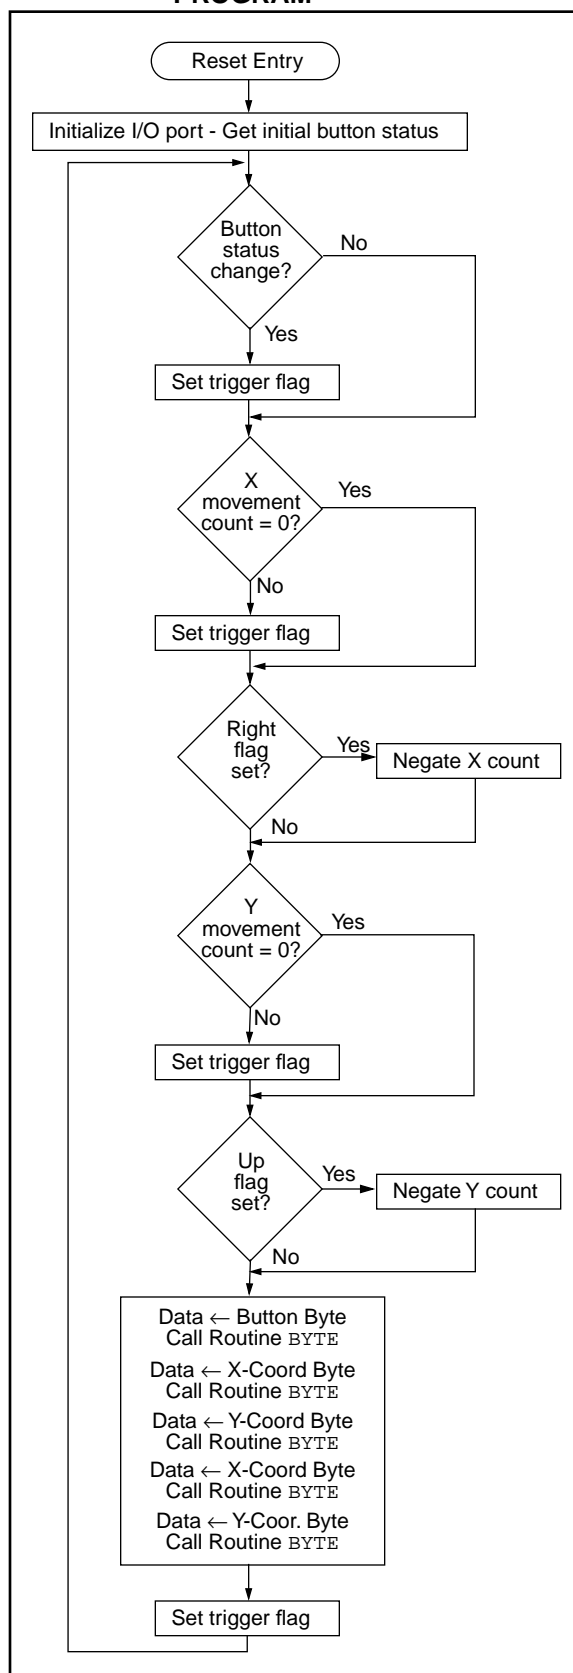 PROGRAM
Reset Entry
Initialize I/O port - Get initial button status
Button
status
change?
No
Yes
Set trigger flag
X
movement
count = 0?
Yes
No
Set trigger flag
Right
flag
set?
Yes
Negate X count
No
Y
movement
count = 0?
Yes
No
Set trigger flag
Up
flag
set?
Yes
Negate Y count
No
Data ← Button Byte
Call Routine BYTE
Data ← X-Coord Byte
Call Routine BYTE
Data ← Y-Coord Byte
Call Routine BYTE
Data ← X-Coord Byte
Call Routine BYTE
Data ← Y-Coor. Byte
Call Routine BYTE
Set trigger flag